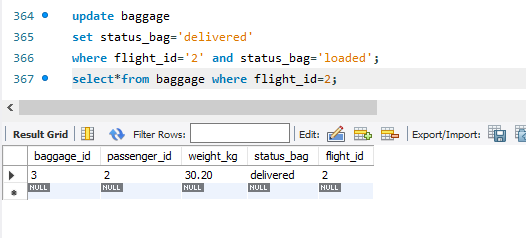 364 update baggage
365 set status_bag='delivered'
366 where flight_id='2' and status_bag='loaded';
367 select*from baggage where flight_id=2;
Result Grid Filter Rows: Edit: Export/Import:
baggage_id passenger_id weight_kg status_bag flight_id
3 2 30.20 delivered 2
NULL NULL NULL NULL NULL